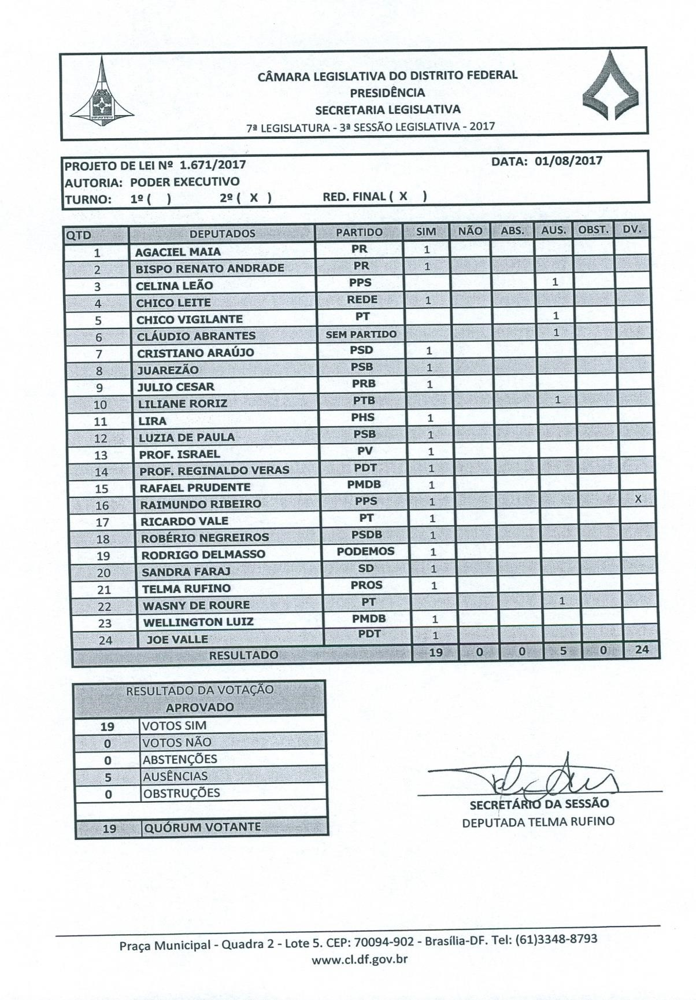 CÂMARA LEGISLATIVA DO DISTRITO FEDERAL
PRESIDÊNCIA
SECRETARIA LEGISLATIVA
7ª LEGISLATURA - 3ª SESSÃO LEGISLATIVA - 2017
PROJETO DE LEI Nº 1.671/2017 DATA: 01/08/2017
AUTORIA: PODER EXECUTIVO
TURNO: 1º ( ) 2º ( X ) RED. FINAL ( X )
QTD DEPUTADOS PARTIDO SIM NÃO ABS. AUS. OBST. DV.
1 AGACIEL MAIA PR 1
2 BISPO RENATO ANDRADE PR 1
3 CELINA LEÃO PPS 1
4 CHICO LEITE REDE 1
5 CHICO VIGILANTE PT 1
6 CLÁUDIO ABRANTES SEM PARTIDO 1
7 CRISTIANO ARAÚJO PSD 1
8 JUAREZÃO PSB 1
9 JULIO CESAR PRB 1
10 LILIANE RORIZ PTB 1
11 LIRA PHS 1
12 LUZIA DE PAULA PSB 1
13 PROF. ISRAEL PV 1
14 PROF. REGINALDO VERAS PDT 1
15 RAFAEL PRUDENTE PMDB 1
16 RAIMUNDO RIBEIRO PPS 1 X
17 RICARDO VALE PT 1
18 ROBÉRIO NEGREIROS PSDB 1
19 RODRIGO DELMASSO PODEMOS 1
20 SANDRA FARAJ SD 1
21 TELMA RUFINO PROS 1
22 WASNY DE ROURE PT 1
23 WELLINGTON LUIZ PMDB 1
24 JOE VALLE PDT 1
RESULTADO 19 0 0 5 0 24
RESULTADO DA VOTAÇÃO
APROVADO
19 VOTOS SIM
0 VOTOS NÃO
0 ABSTENÇÕES
5 AUSÊNCIAS
0 OBSTRUÇÕES
19 QUÓRUM VOTANTE
SECRETÁRIO DA SESSÃO
DEPUTADA TELMA RUFINO
Praça Municipal - Quadra 2 - Lote 5. CEP: 70094-902 - Brasília-DF. Tel: (61)3348-8793
www.cl.df.gov.br